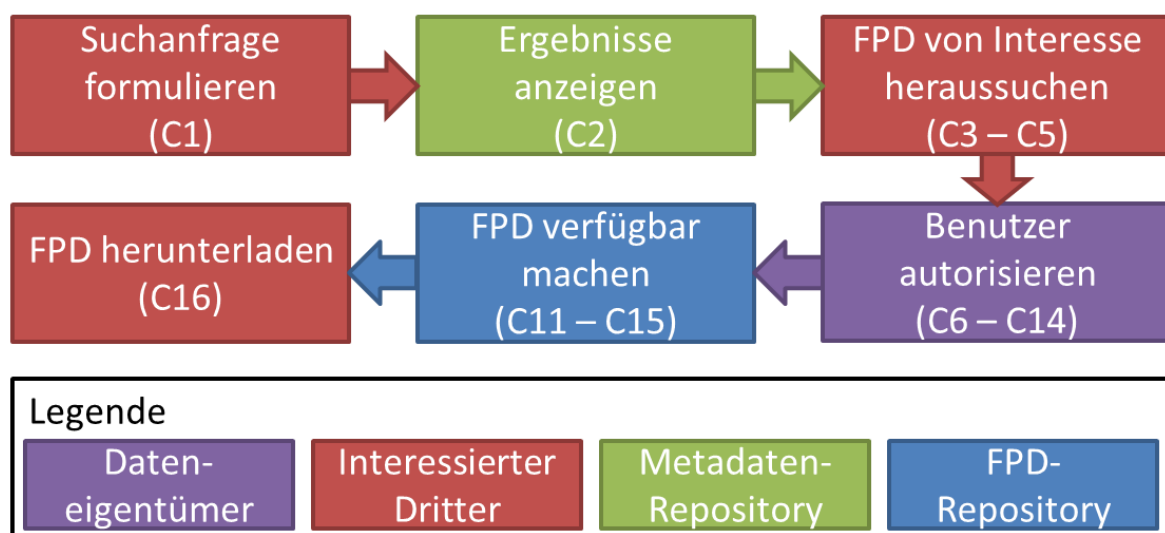 Suchanfrage
formulieren
(C1)
Ergebnisse
anzeigen
(C2)
FPD von Interesse
heraussuchen
(C3 – C5)
FPD herunterladen
(C16)
FPD verfügbar
machen
(C11 – C15)
Benutzer
autorisieren
(C6 – C14)
Legende
Daten-
eigentümer
Interessierter
Dritter
Metadaten-
Repository
FPD-
Repository